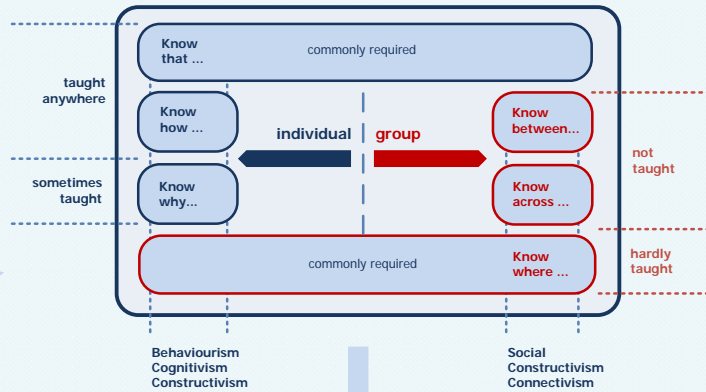 Know
that ...
commonly required
taught
anywhere
Know
how ...
individual
group
Know
between...
not
taught
sometimes
taught
Know
why...
Know
across ...
commonly required
Know
where ...
hardly
taught
Behaviourism
Cognitivism
Constructivism
Social
Constructivism
Connectivism